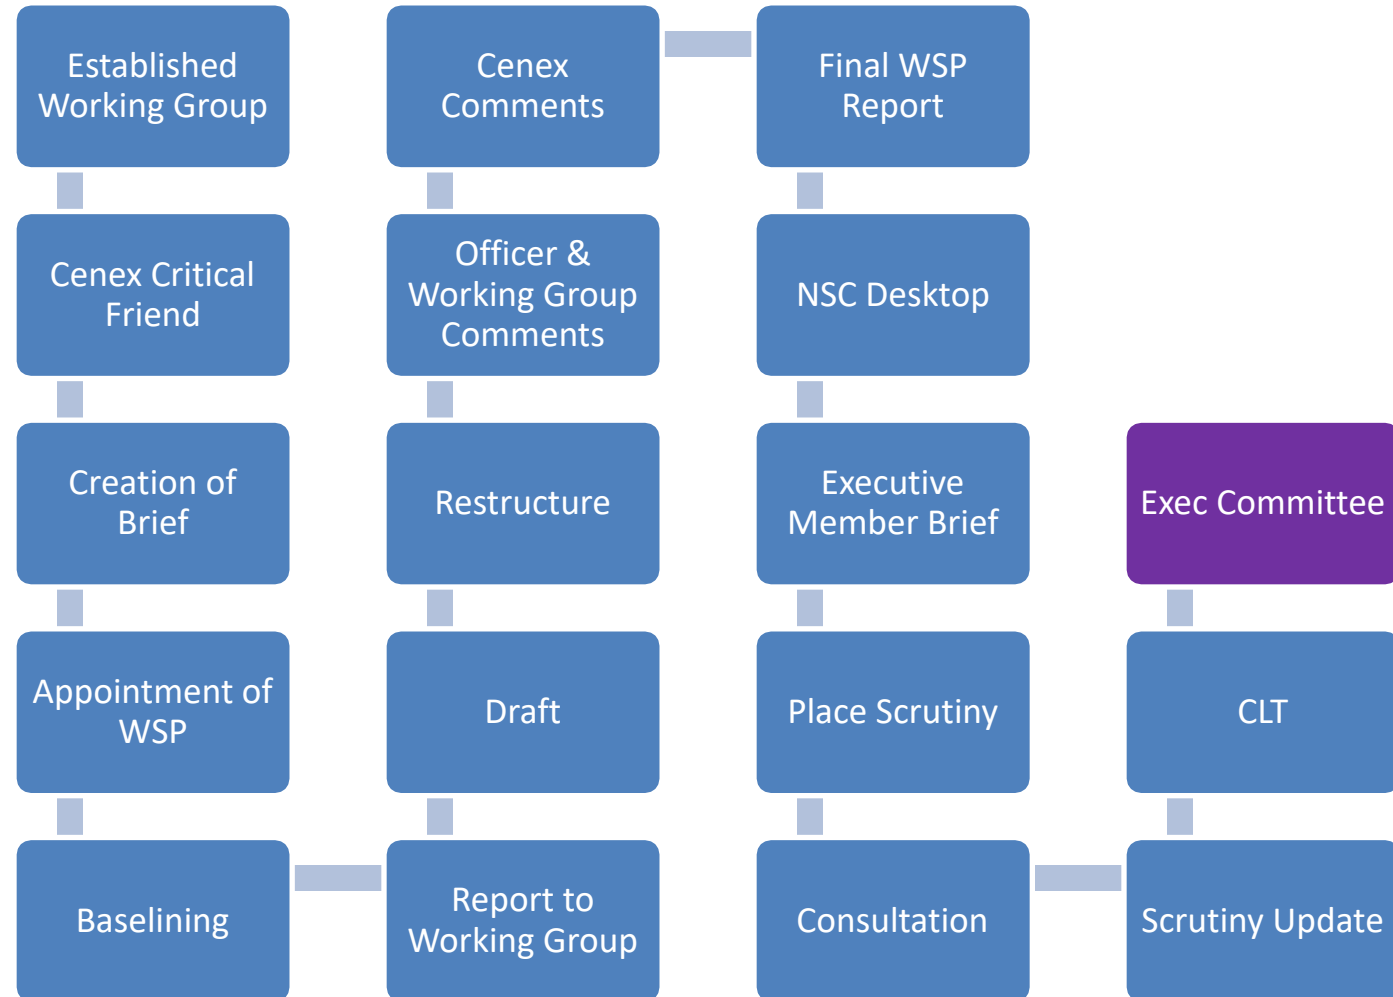 Established
Working Group
Cenex Critical
Friend
Creation of
Brief
Appointment of
WSP
Baselining
Report to
Working Group
Draft
Restructure
Officer &
Working Group
Comments
Cenex
Comments
Final WSP
Report
NSC Desktop
Executive
Member Brief
Place Scrutiny
Consultation
Scrutiny Update
CLT
Exec Committee